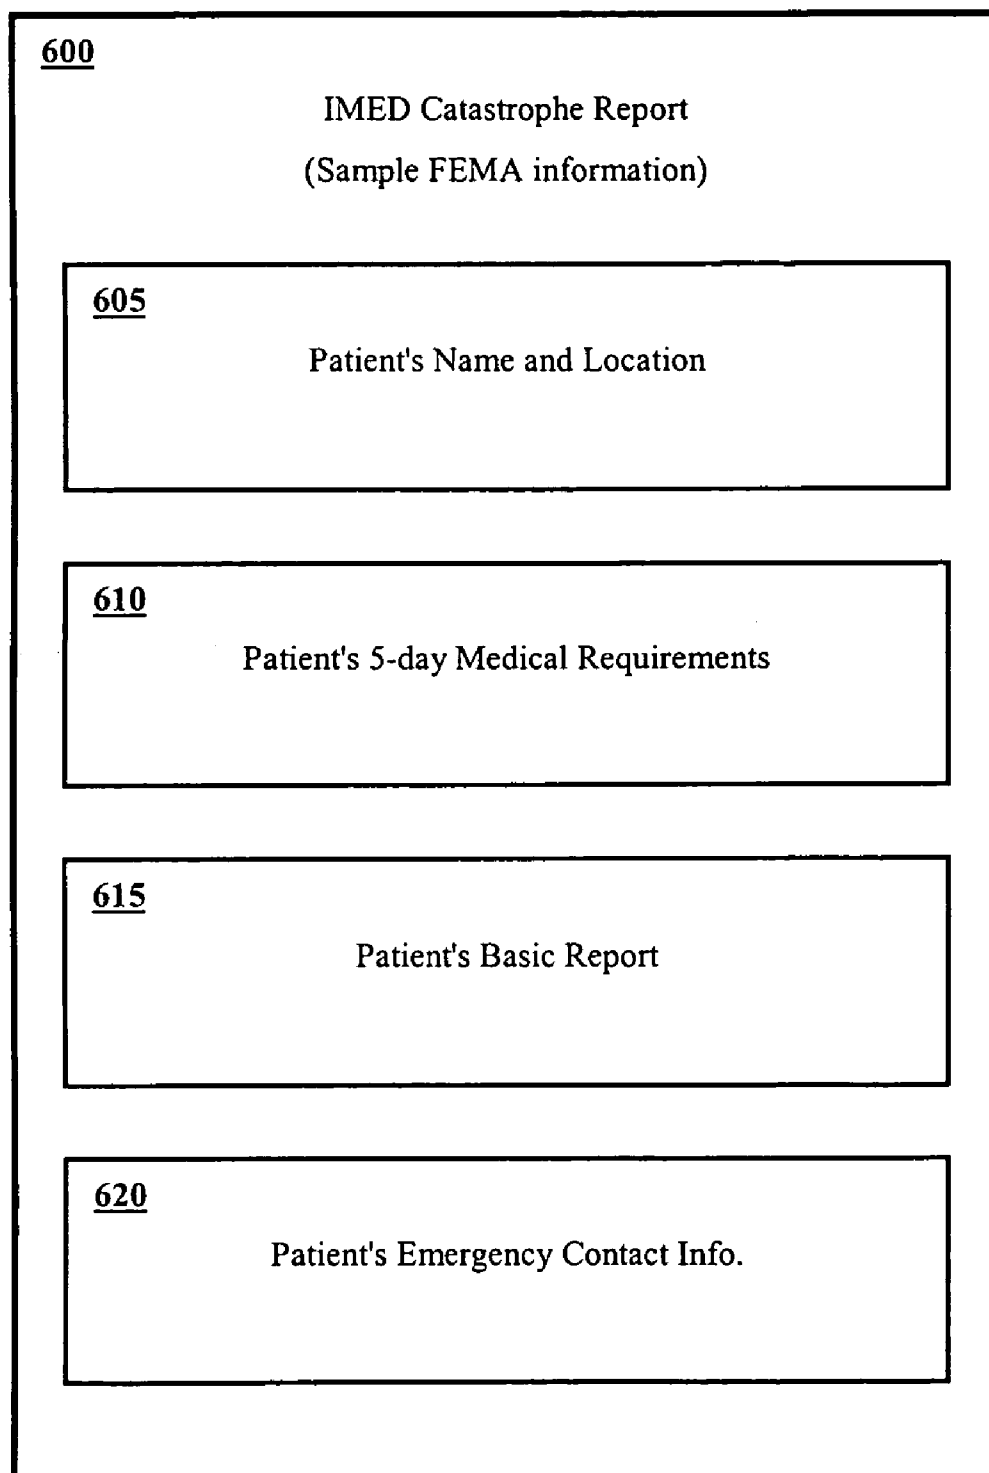 600
IMED Catastrophe Report
(Sample FEMA information)
605
Patient's Name and Location
610
Patient's 5-day Medical Requirements
615
Patient's Basic Report
620
Patient's Emergency Contact Info.